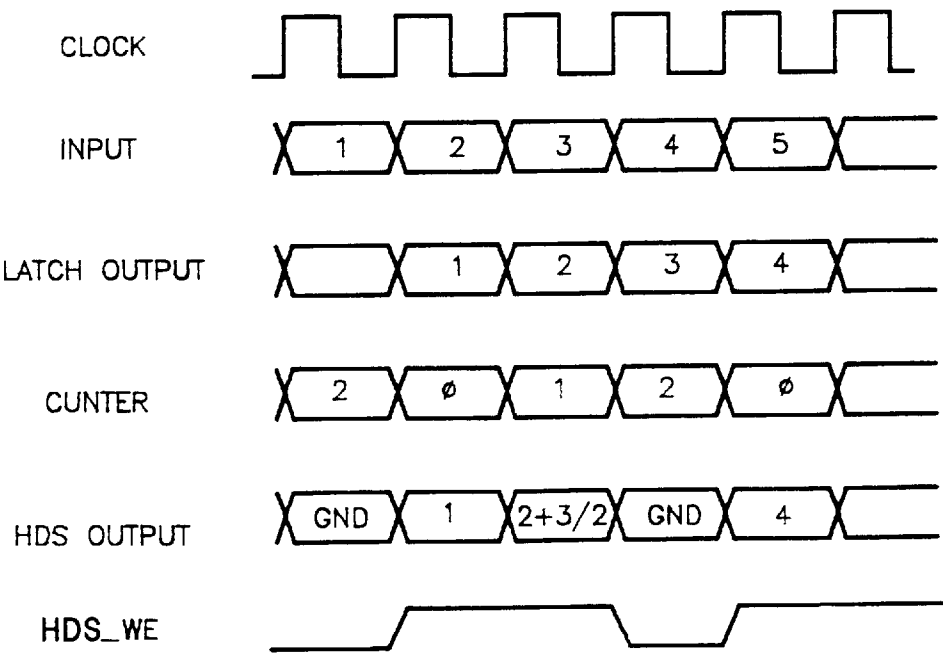 CLOCK
INPUT 1 2 3 4 5
LATCH OUTPUT 1 2 3 4
CUNTER 2 ø 1 2 ø
HDS OUTPUT GND 1 2+3/2 GND 4
HDS_WE